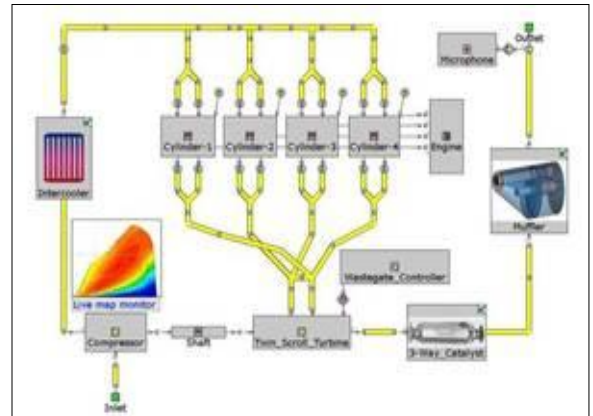 Outlet
Microphone
Cylinder-1
Cylinder-2
Cylinder-3
Cylinder-4
Engine
Intercooler
Muffler
Wastegate_Controller
Live map monitor
Compressor
Shaft
Twin_Scroll_Turbine
3-Way_Catalyst
Inlet